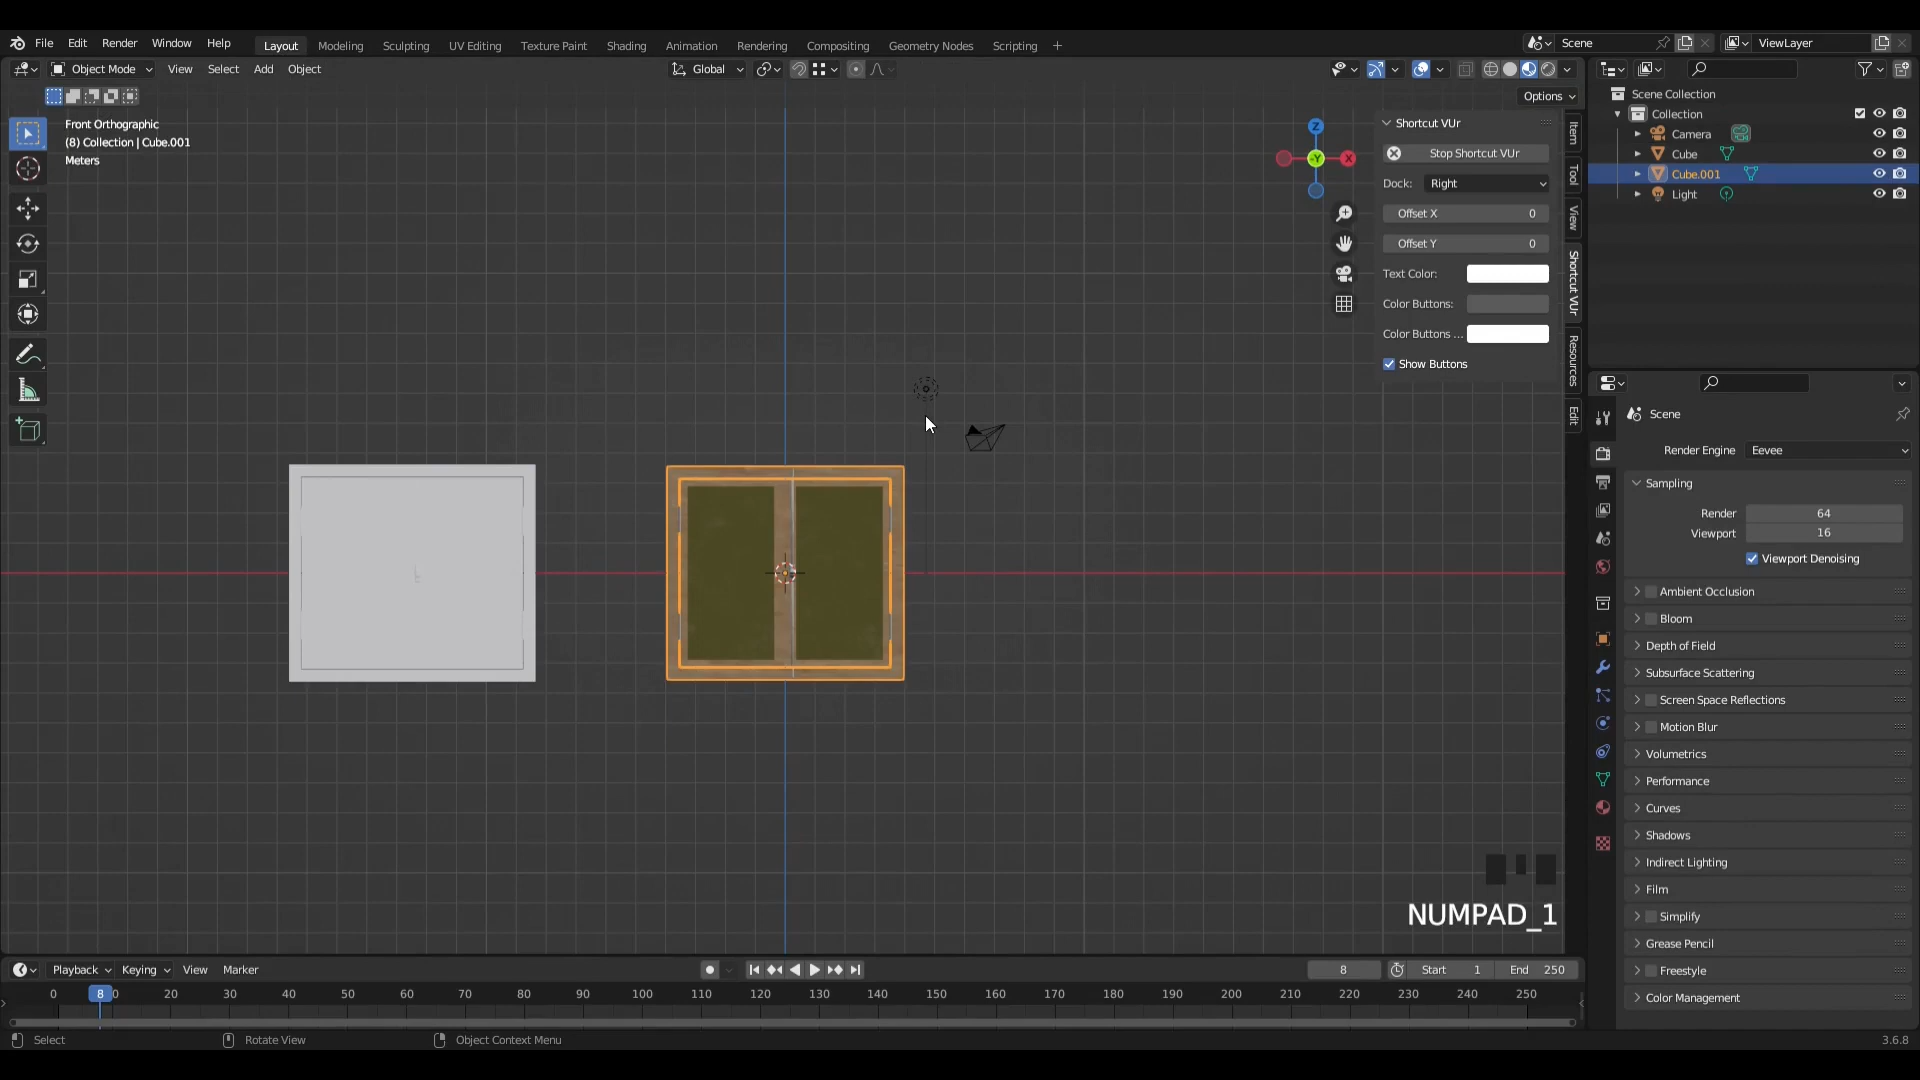 File Edit Render Window Help
Layout Modeling Sculpting UV Editing Texture Paint Shading Animation Rendering Compositing Geometry Nodes Scripting +
Scene
ViewLayer
Object Mode View Select Add Object
Global
Options
Front Orthographic
(8) Collection | Cube.001
Meters
Z
-Y
X
Shortcut VUr
Stop Shortcut VUr
Dock: Right
Offset X 0
Offset Y 0
Text Color:
Color Buttons:
Color Buttons ...
Show Buttons
Item
Tool
View
Shortcut VUr
Resources
Edit
Scene Collection
Collection
Camera
Cube
Cube.001
Light
Scene
Render Engine Eevee
Sampling
Render 64
Viewport 16
Viewport Denoising
Ambient Occlusion
Bloom
Depth of Field
Subsurface Scattering
Screen Space Reflections
Motion Blur
Volumetrics
Performance
Curves
Shadows
Indirect Lighting
Film
Simplify
Grease Pencil
Freestyle
Color Management
NUMPAD_1
Playback Keying View Marker
8 Start 1 End 250
0 8 20 30 40 50 60 70 80 90 100 110 120 130 140 150 160 170 180 190 200 210 220 230 240 250
Select Rotate View Object Context Menu
3.6.8